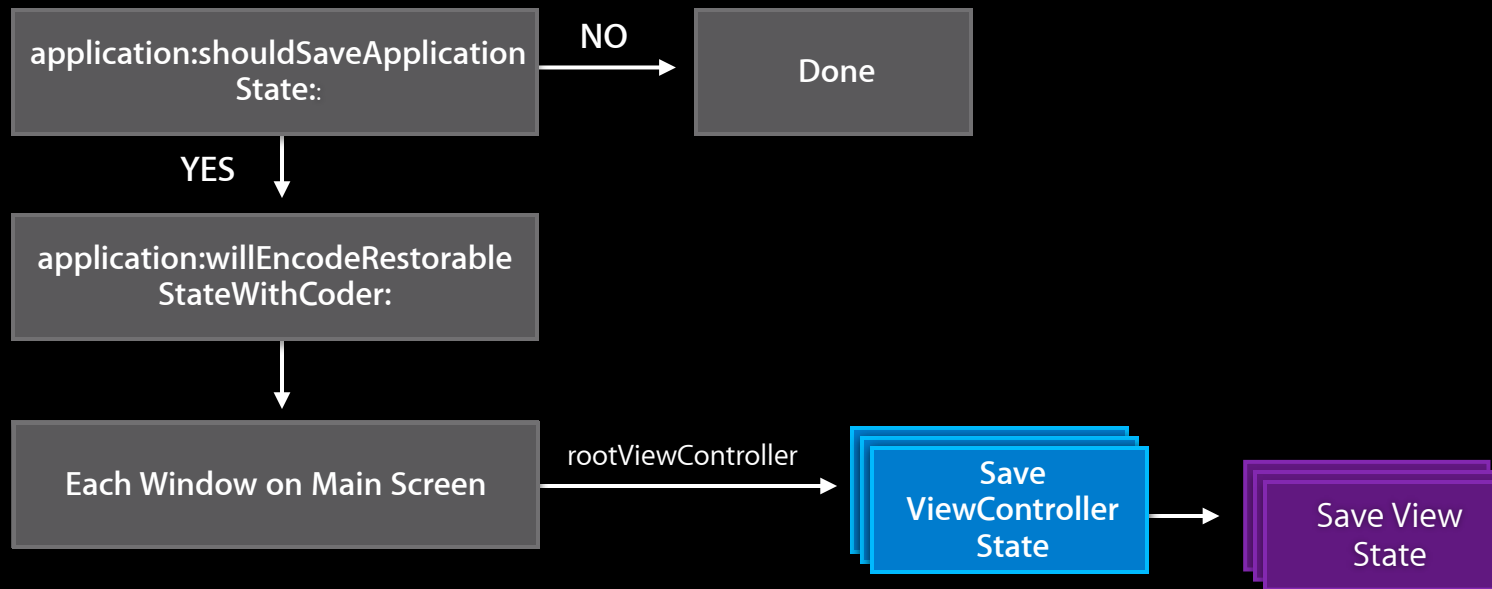 application:shouldSaveApplication
State::
NO
Done
YES
application:willEncodeRestorable
StateWithCoder:
Each Window on Main Screen
rootViewController
Save
ViewController
State
Save View
State